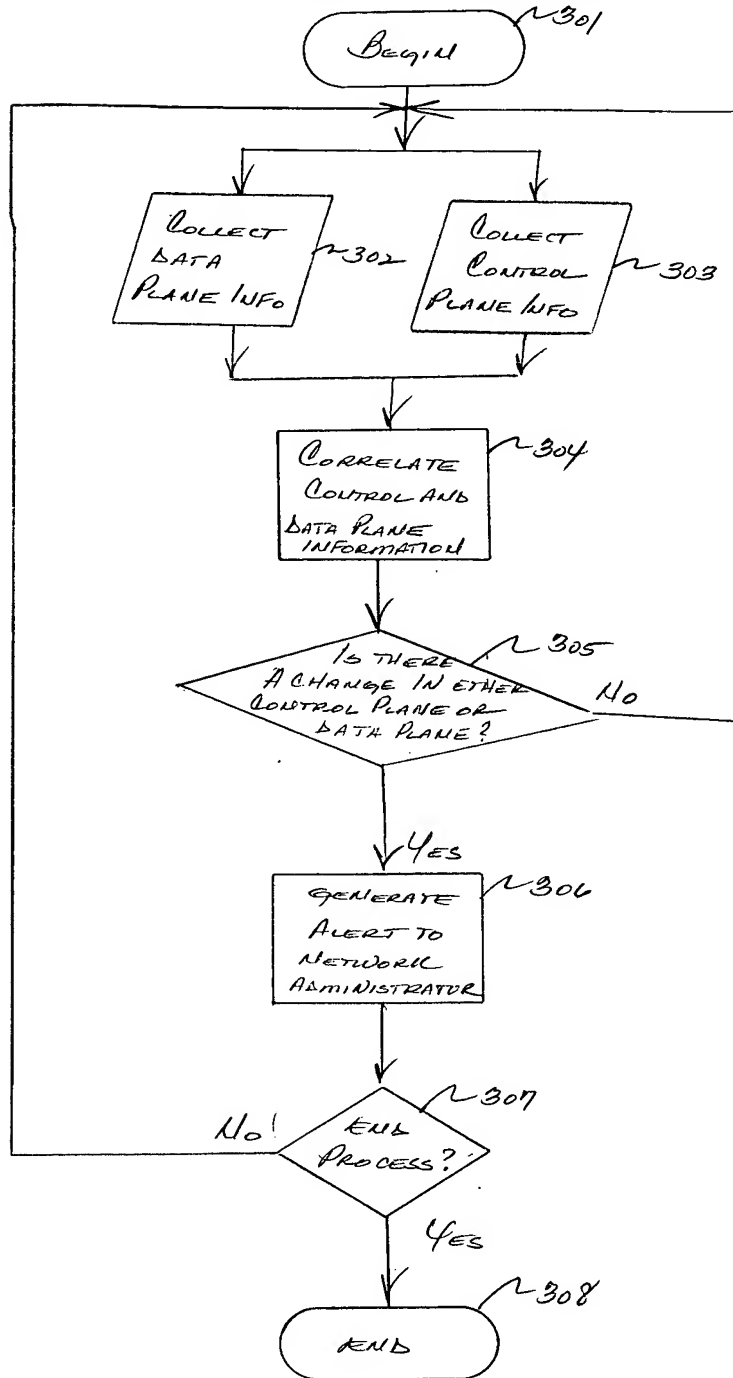 301
BEGIN
COLLECT
DATA
PLANE INFO
302
COLLECT
CONTROL
PLANE INFO
303
304
CORRELATE
CONTROL AND
DATA PLANE
INFORMATION
305
IS THERE
A CHANGE IN ETHER
CONTROL PLANE OR
DATA PLANE?
NO
YES
306
GENERATE
ALERT TO
NETWORK
ADMINISTRATOR
307
NO
END
PROCESS?
YES
308
END